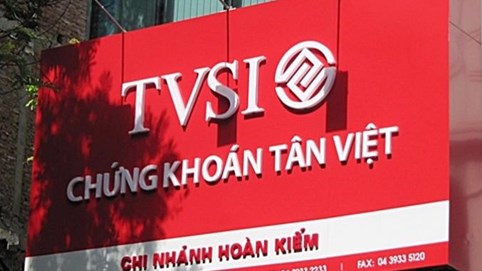 TVSI
CHỨNG KHOÁN TÂN VIỆT
CHI NHÁNH HOÀN KIẾM
FAX: 04 3933 5120